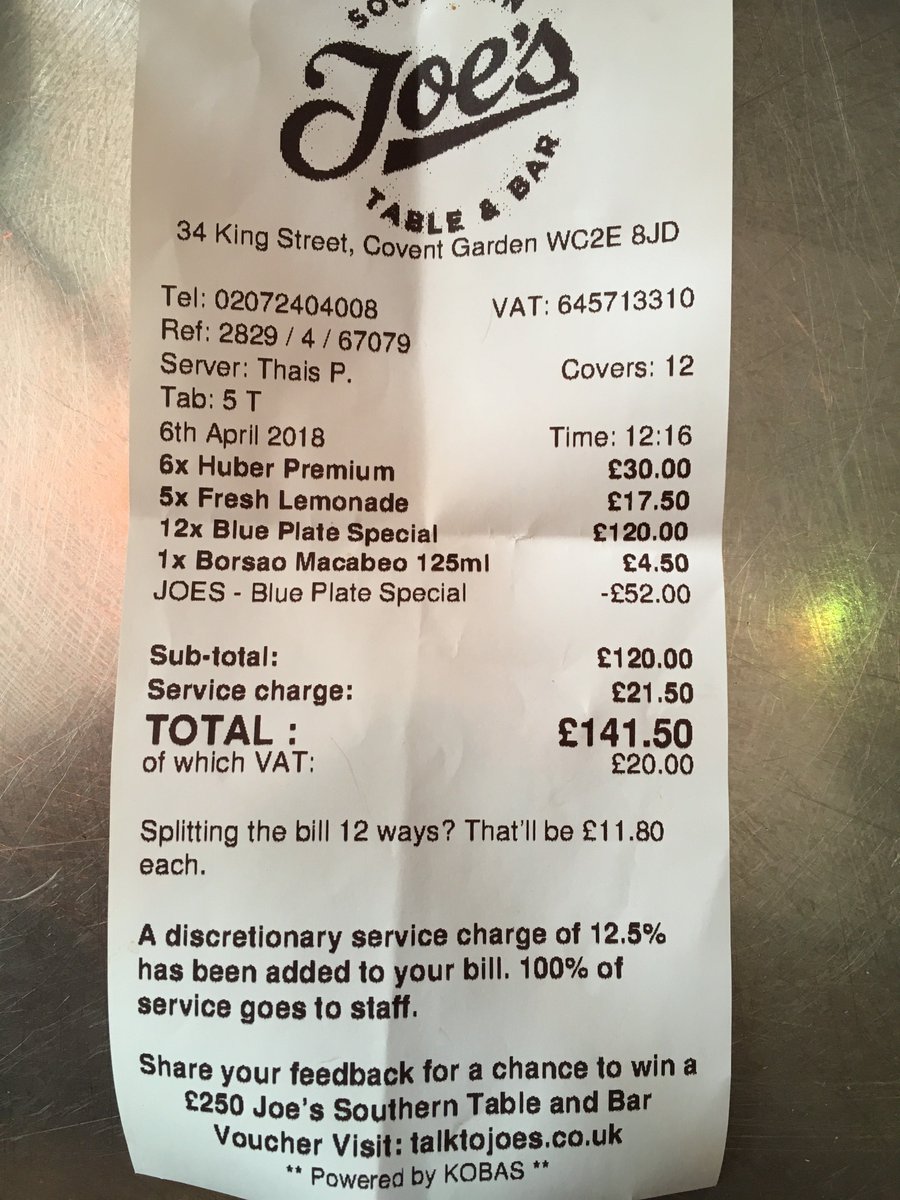 Joe's
TABLE & BAR
34 King Street, Covent Garden WC2E 8JD
Tel: 02072404008 VAT: 645713310
Ref: 2829 / 4 / 67079
Server: Thais P. Covers: 12
Tab: 5 T
6th April 2018 Time: 12:16
6x Huber Premium £30.00
5x Fresh Lemonade £17.50
12x Blue Plate Special £120.00
1x Borsao Macabeo 125ml £4.50
JOES - Blue Plate Special -£52.00
Sub-total: £120.00
Service charge: £21.50
TOTAL : £141.50
of which VAT: £20.00
Splitting the bill 12 ways? That'll be £11.80
each.
A discretionary service charge of 12.5%
has been added to your bill. 100% of
service goes to staff.
Share your feedback for a chance to win a
£250 Joe's Southern Table and Bar
Voucher Visit: talktojoes.co.uk
** Powered by KOBAS **